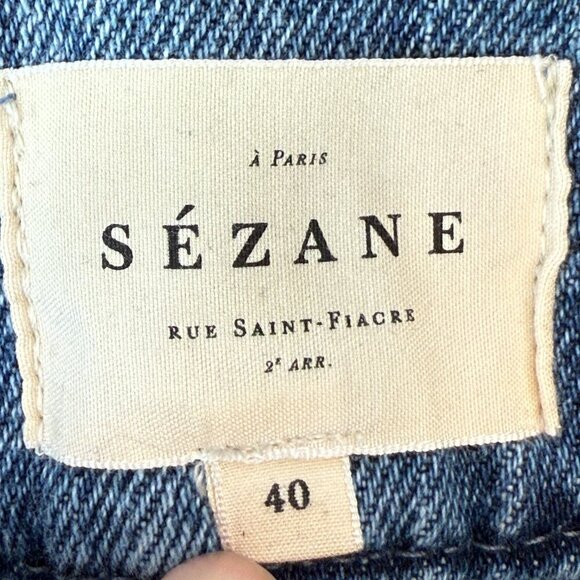 À PARIS
SÉZANE
RUE SAINT-FIACRE
2E ARR.
40